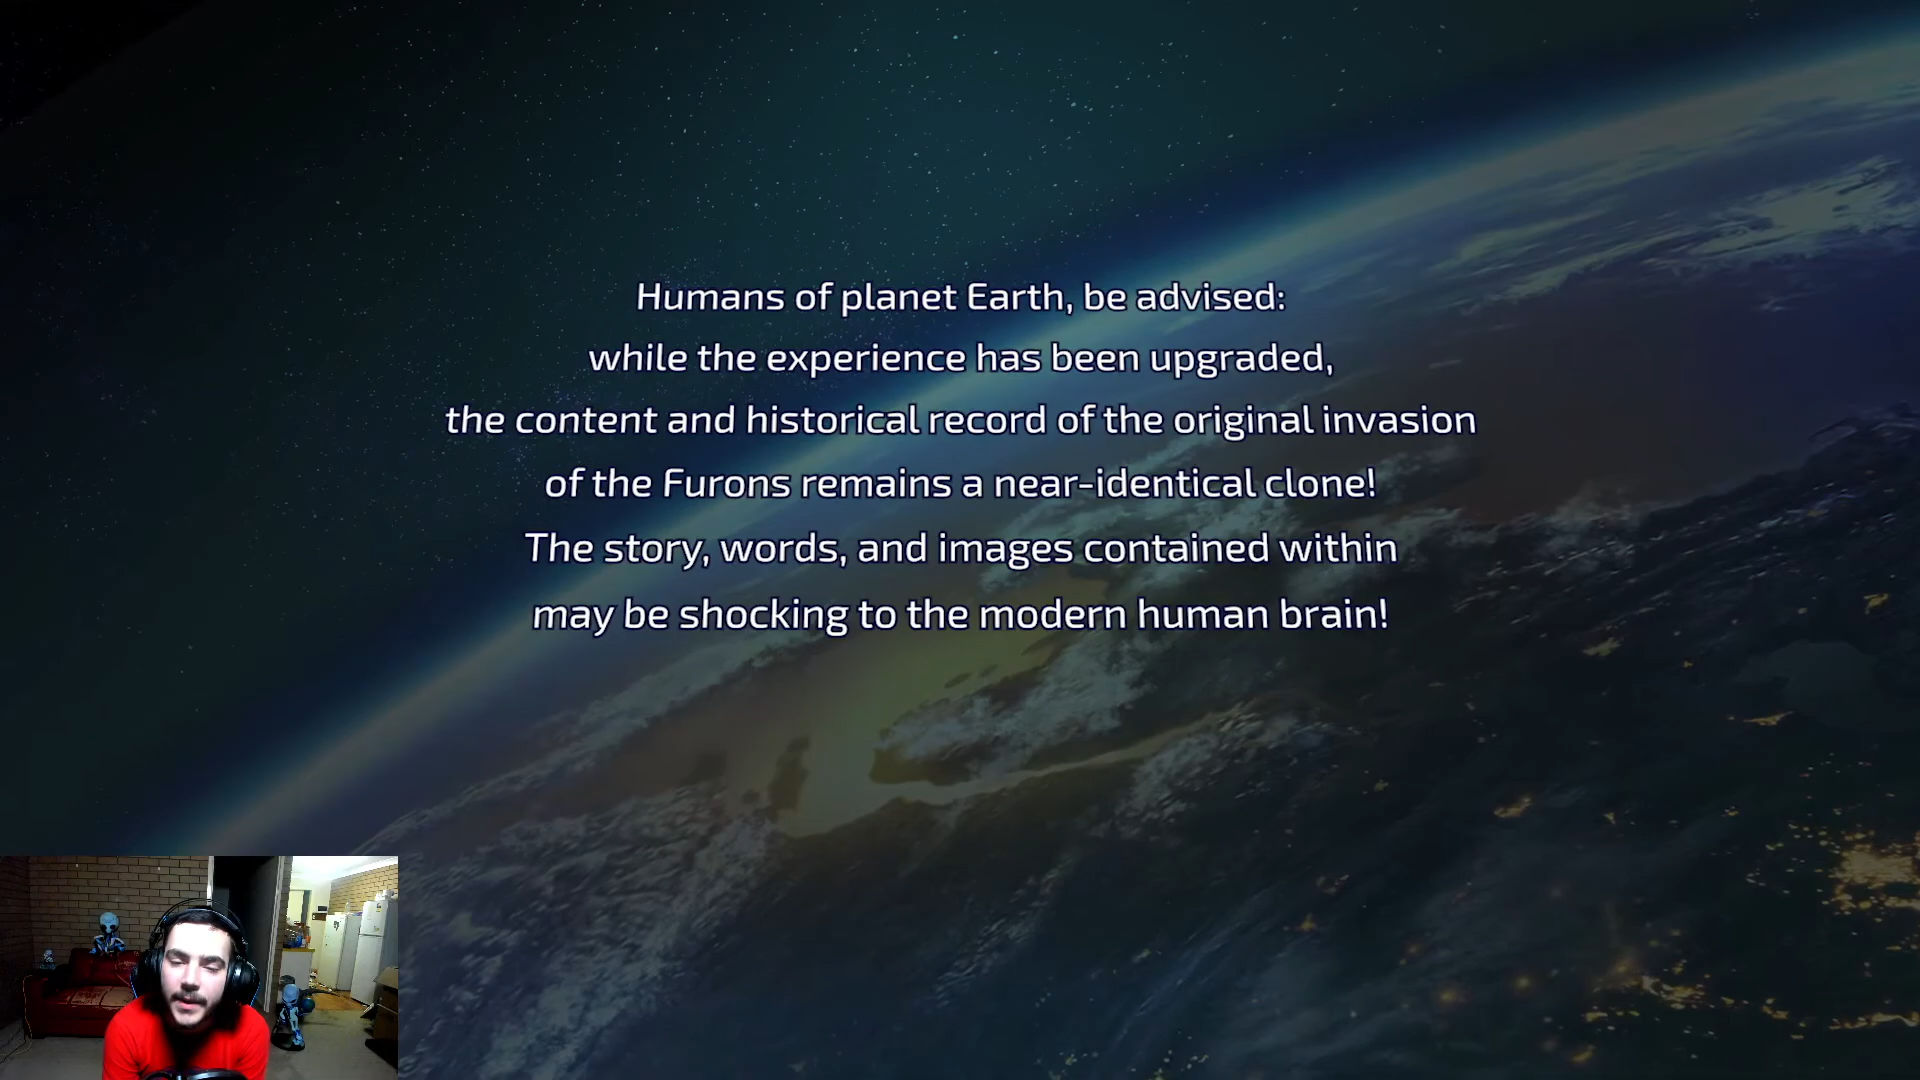 Humans of planet Earth, be advised:
while the experience has been upgraded,
the content and historical record of the original invasion
of the Furons remains a near-identical clone!
The story, words, and images contained within
may be shocking to the modern human brain!